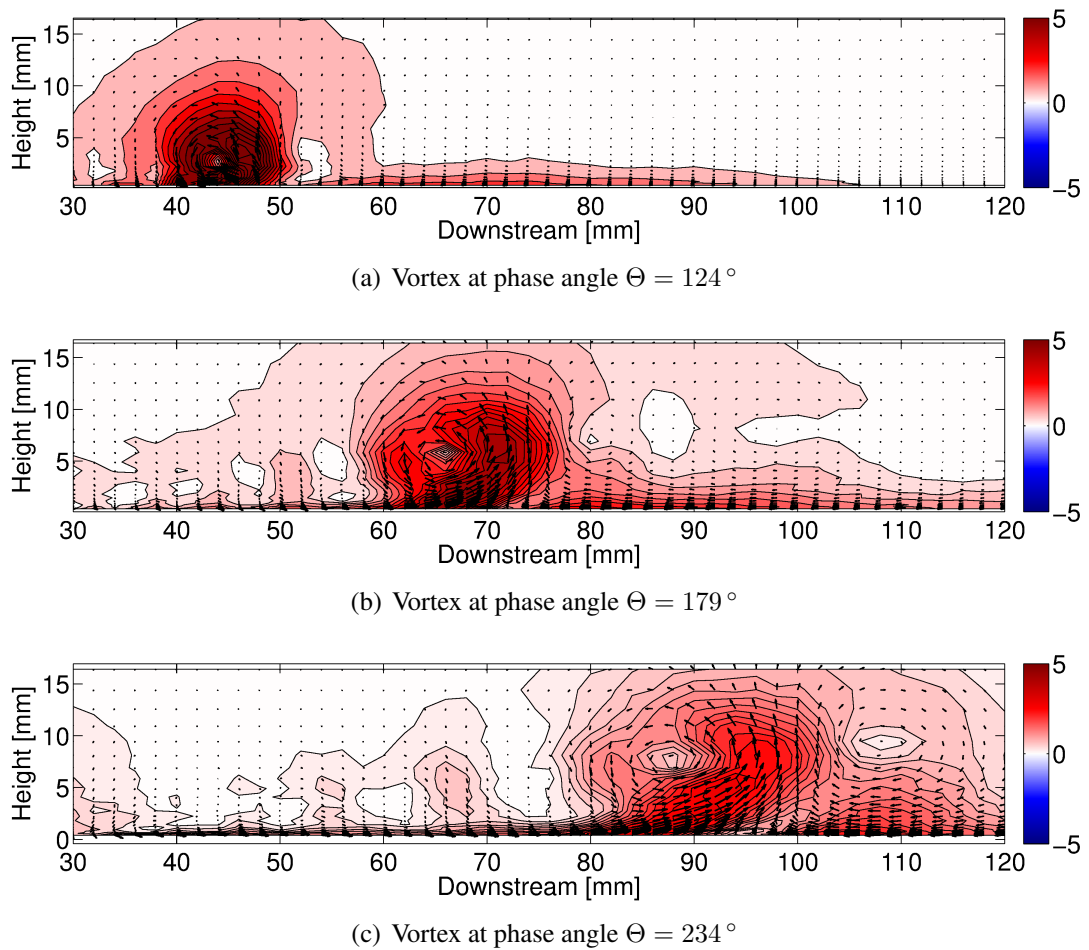 Height [mm]
15
10
5
30 40 50 60 70 80 90 100 110 120
Downstream [mm]
5
0
−5
(a) Vortex at phase angle Θ = 124°
Height [mm]
15
10
5
30 40 50 60 70 80 90 100 110 120
Downstream [mm]
5
0
−5
(b) Vortex at phase angle Θ = 179°
Height [mm]
15
10
5
0
30 40 50 60 70 80 90 100 110 120
Downstream [mm]
5
0
−5
(c) Vortex at phase angle Θ = 234°